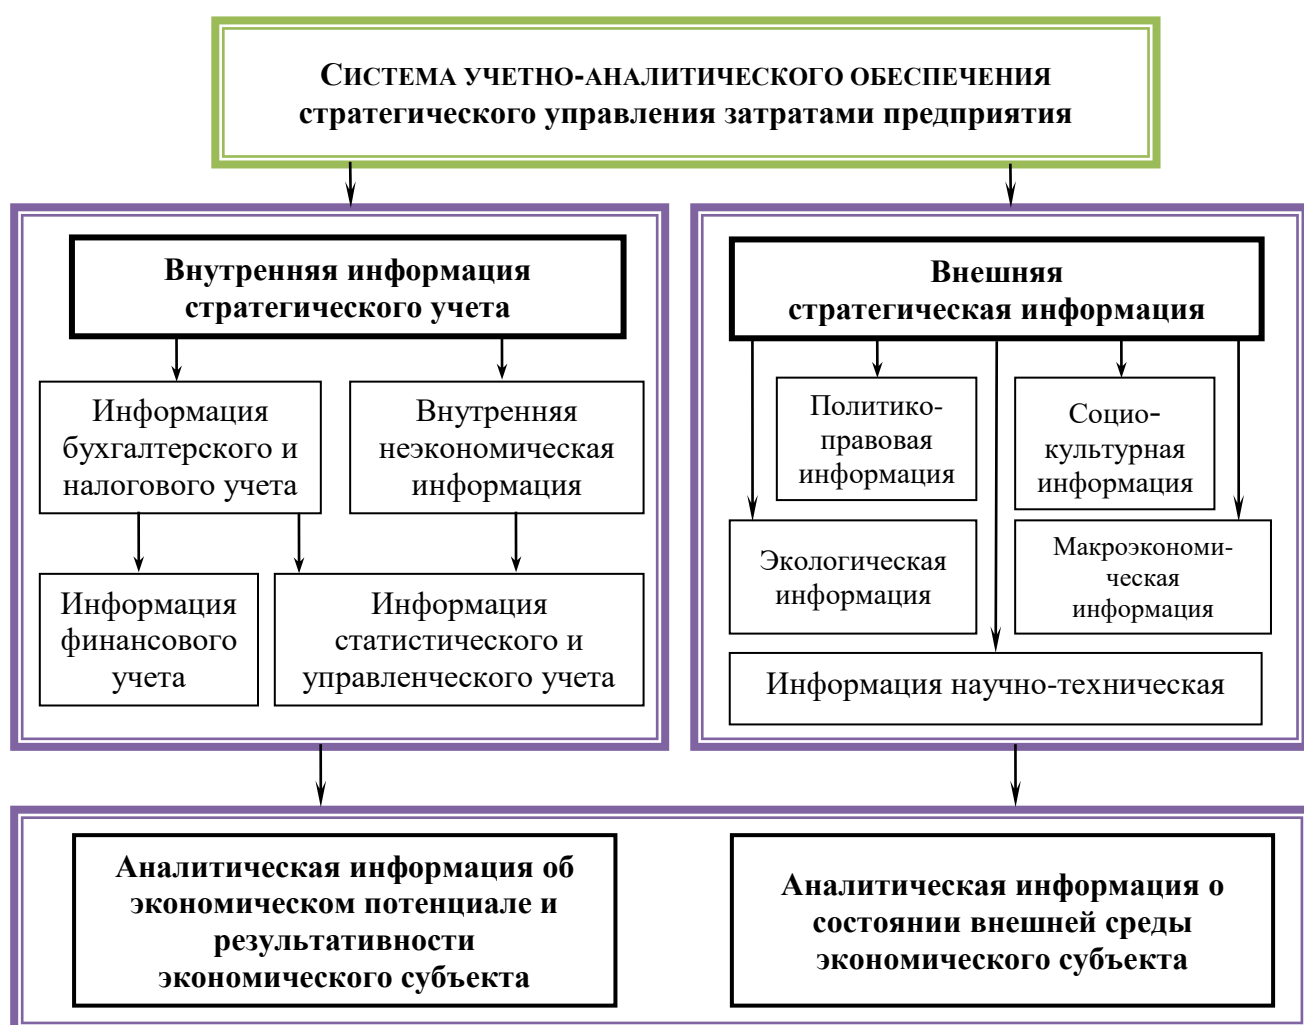 СИСТЕМА УЧЕТНО-АНАЛИТИЧЕСКОГО ОБЕСПЕЧЕНИЯ
стратегического управления затратами предприятия
Внутренняя информация
стратегического учета
Внешняя
стратегическая информация
Информация
бухгалтерского и
налогового учета
Внутренняя
неэкономическая
информация
Политико-
правовая
информация
Социо-
культурная
информация
Экологическая
информация
Макроэкономи-
ческая
информация
Информация
финансового
учета
Информация
статистического и
управленческого учета
Информация научно-техническая
Аналитическая информация об
экономическом потенциале и
результативности
экономического субъекта
Аналитическая информация о
состоянии внешней среды
экономического субъекта